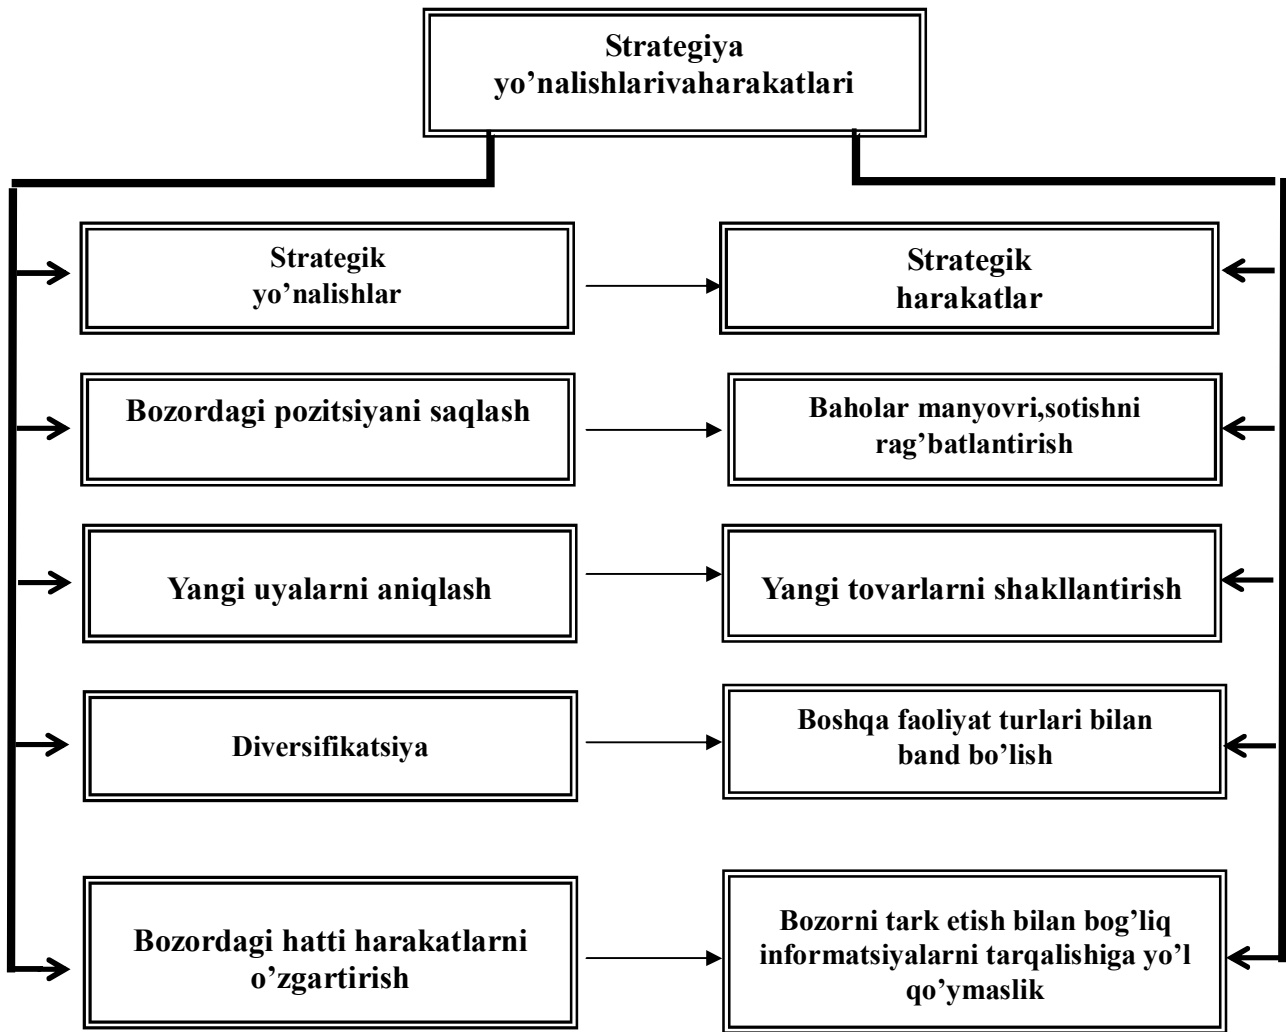 Strategiya
yo’nalishlarivaharakatlari
Strategik
yo’nalishlar
Strategik
harakatlar
Bozordagi pozitsiyani saqlash
Baholar manyovri,sotishni
rag’batlantirish
Yangi uyalarni aniqlash
Yangi tovarlarni shakllantirish
Diversifikatsiya
Boshqa faoliyat turlari bilan
band bo’lish
Bozordagi hatti harakatlarni
o’zgartirish
Bozorni tark etish bilan bog’liq
informatsiyalarni tarqalishiga yo’l
qo’ymaslik